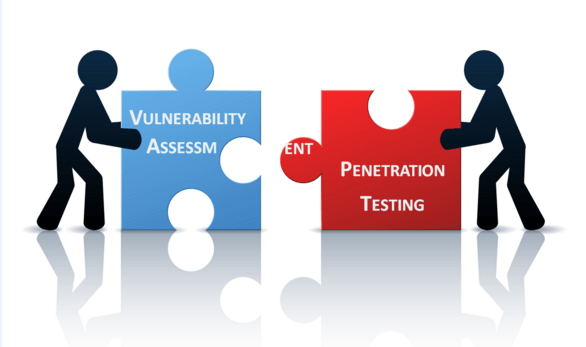 VULNERABILITY
ASSESSM ENT
PENETRATION
TESTING